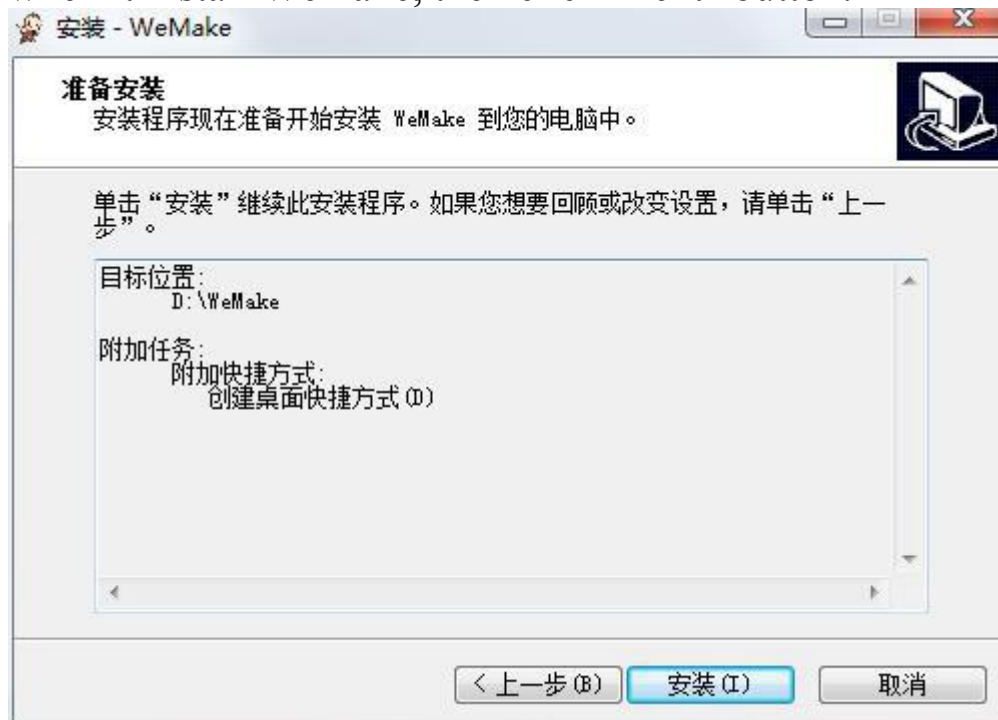 安装 - WeMake
准备安装
安装程序现在准备开始安装 WeMake 到您的电脑中。
单击“安装”继续此安装程序。如果您想要回顾或改变设置，请单击“上一
步”。
目标位置:
D:\WeMake
附加任务:
附加快捷方式:
创建桌面快捷方式(D)
< 上一步(B)
安装(I)
取消